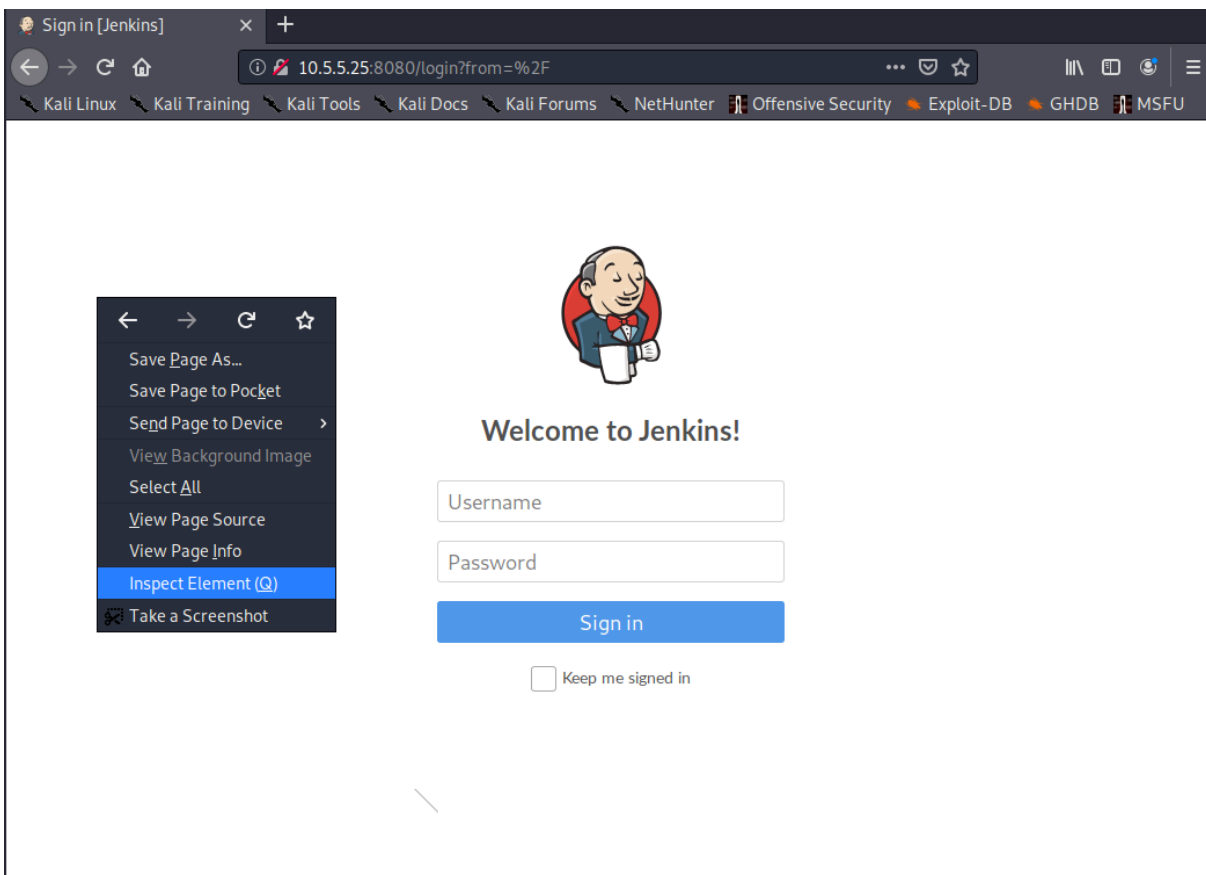 Sign in [Jenkins]
10.5.5.25:8080/login?from=%2F
Kali Linux Kali Training Kali Tools Kali Docs Kali Forums NetHunter Offensive Security Exploit-DB GHDB MSFU
Save Page As...
Save Page to Pocket
Send Page to Device
View Background Image
Select All
View Page Source
View Page Info
Inspect Element (Q)
Take a Screenshot
Welcome to Jenkins!
Username
Password
Sign in
Keep me signed in